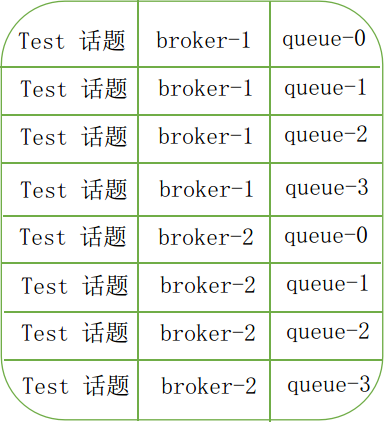 Test 话题 broker-1 queue-0
Test 话题 broker-1 queue-1
Test 话题 broker-1 queue-2
Test 话题 broker-1 queue-3
Test 话题 broker-2 queue-0
Test 话题 broker-2 queue-1
Test 话题 broker-2 queue-2
Test 话题 broker-2 queue-3